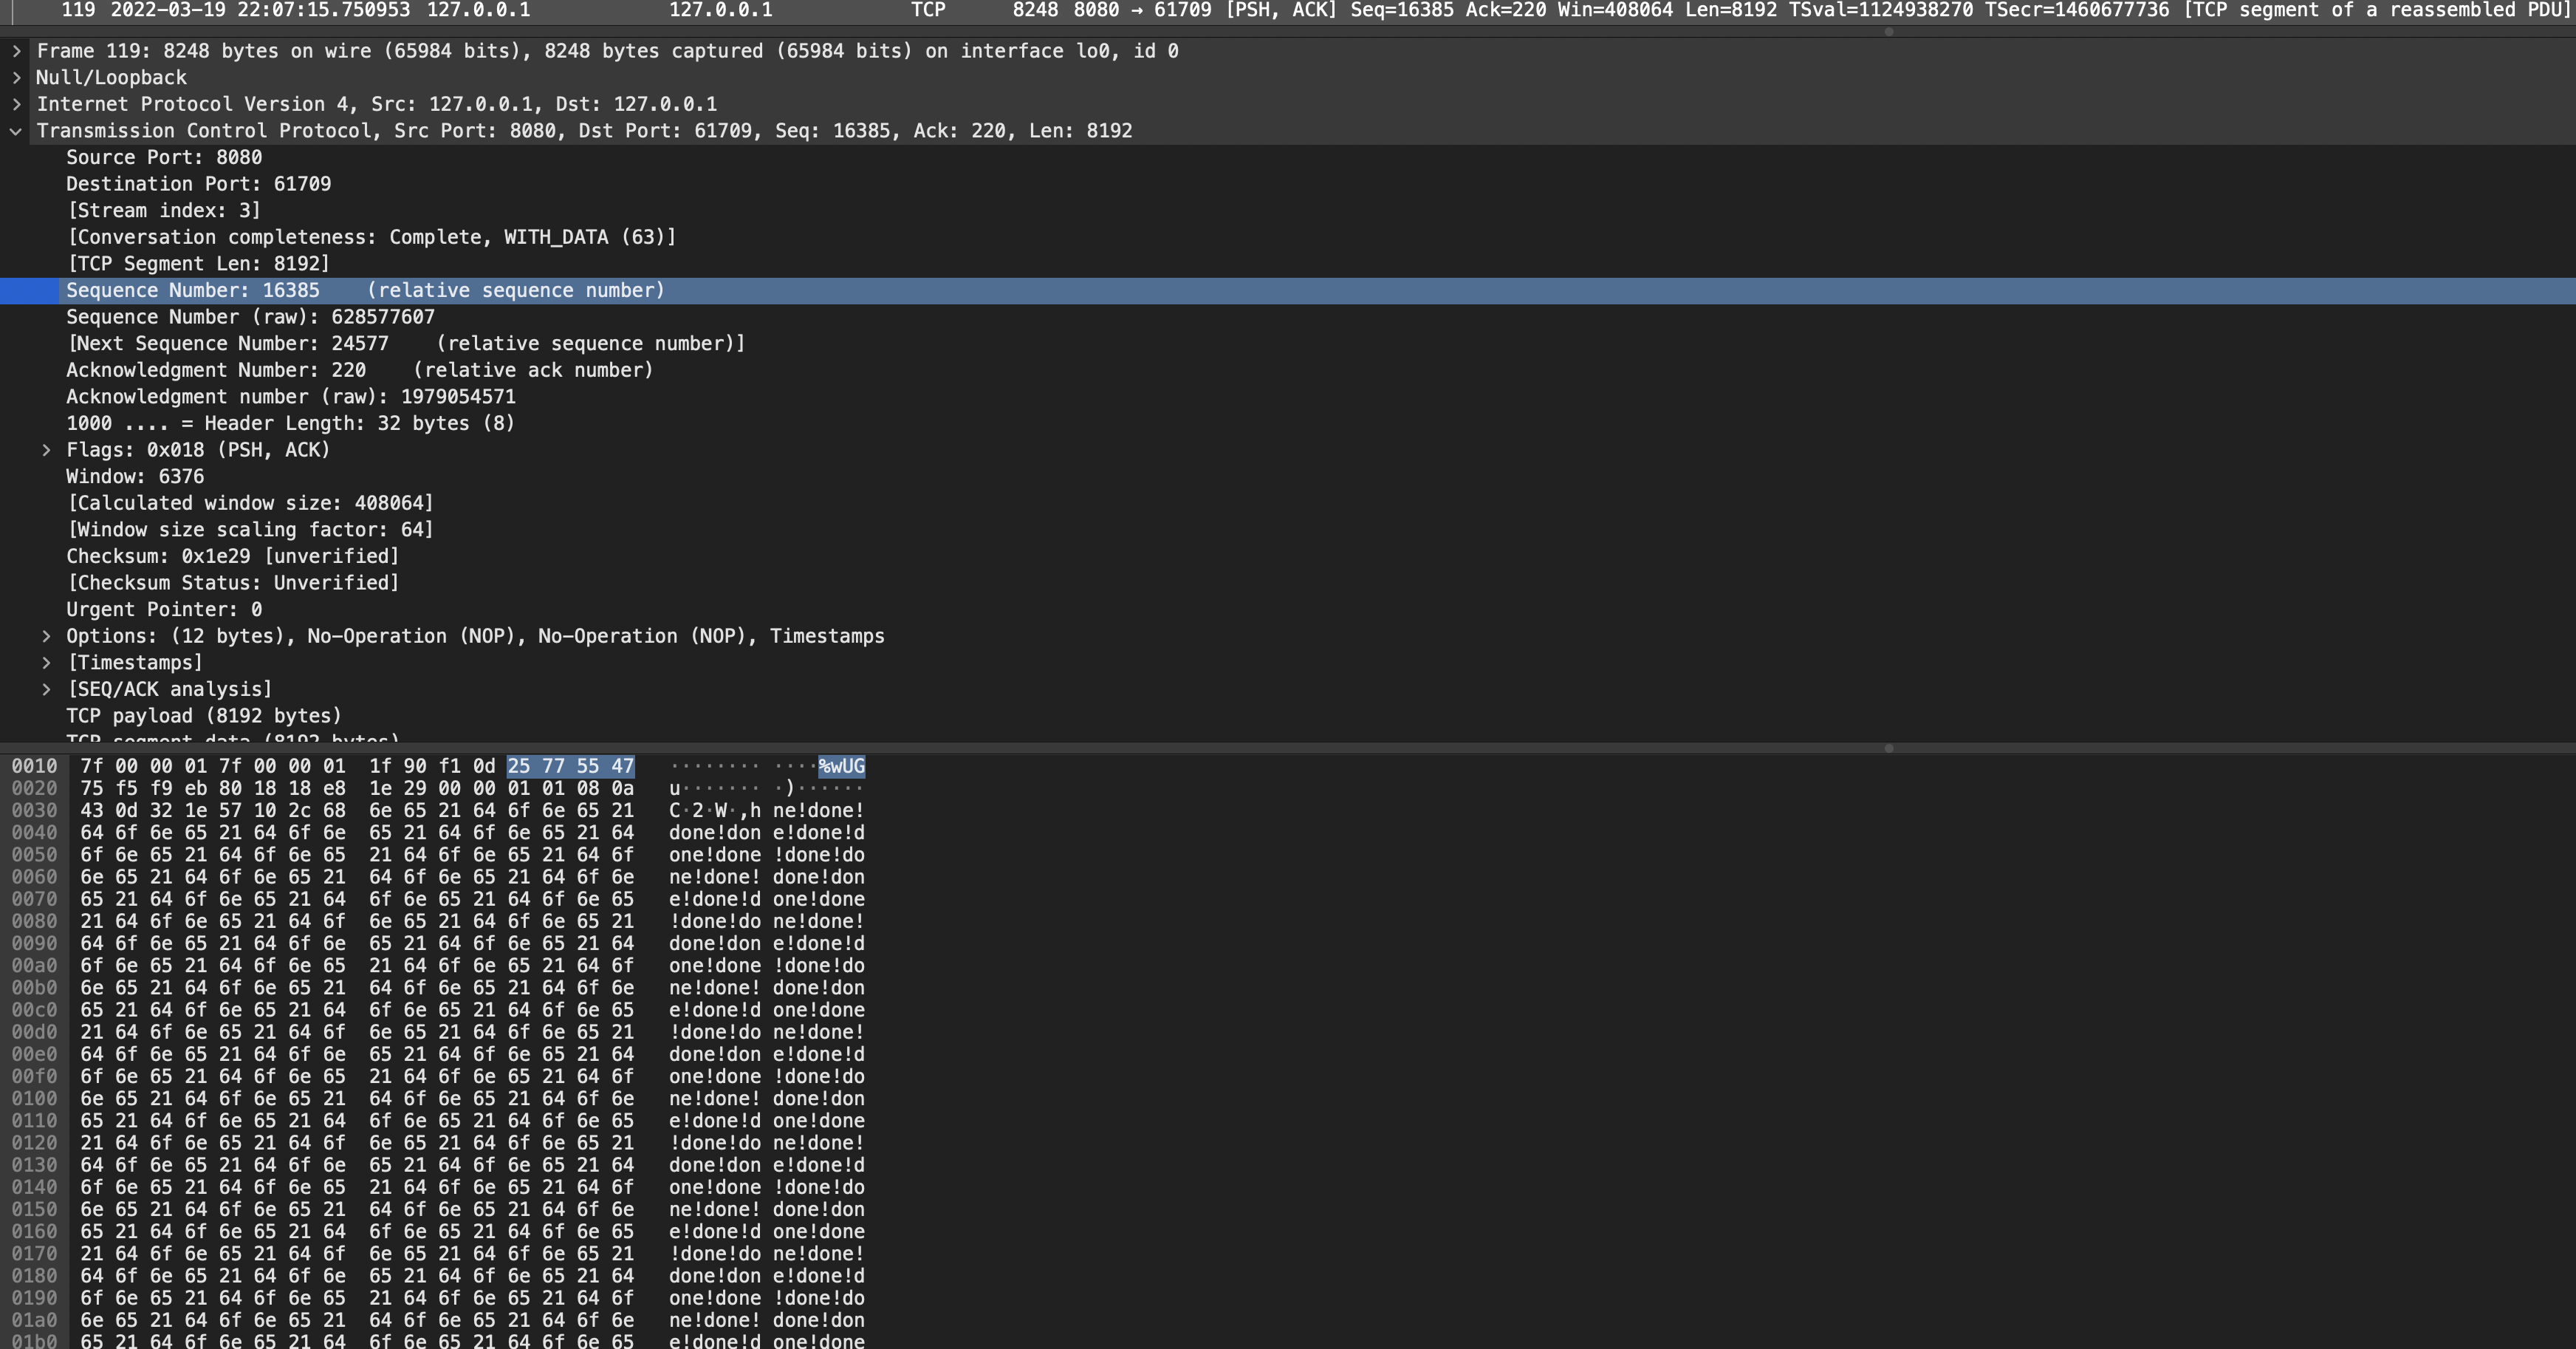 119 2022-03-19 22:07:15.750953 127.0.0.1 127.0.0.1 TCP 8248 8080 → 61709 [PSH, ACK] Seq=16385 Ack=220 Win=408064 Len=8192 TSval=1124938270 TSecr=1460677736 [TCP segment of a reassembled PDU]
Frame 119: 8248 bytes on wire (65984 bits), 8248 bytes captured (65984 bits) on interface lo0, id 0
Null/Loopback
Internet Protocol Version 4, Src: 127.0.0.1, Dst: 127.0.0.1
Transmission Control Protocol, Src Port: 8080, Dst Port: 61709, Seq: 16385, Ack: 220, Len: 8192
Source Port: 8080
Destination Port: 61709
[Stream index: 3]
[Conversation completeness: Complete, WITH_DATA (63)]
[TCP Segment Len: 8192]
Sequence Number: 16385 (relative sequence number)
Sequence Number (raw): 628577607
[Next Sequence Number: 24577 (relative sequence number)]
Acknowledgment Number: 220 (relative ack number)
Acknowledgment number (raw): 1979054571
1000 .... = Header Length: 32 bytes (8)
Flags: 0x018 (PSH, ACK)
Window: 6376
[Calculated window size: 408064]
[Window size scaling factor: 64]
Checksum: 0x1e29 [unverified]
[Checksum Status: Unverified]
Urgent Pointer: 0
Options: (12 bytes), No-Operation (NOP), No-Operation (NOP), Timestamps
[Timestamps]
[SEQ/ACK analysis]
TCP payload (8192 bytes)
TCP segment data (8192 bytes)
0010 7f 00 00 01 7f 00 00 01 1f 90 f1 0d 25 77 55 47 ········ ····%wUG
0020 75 f5 f9 eb 80 18 18 e8 1e 29 00 00 01 01 08 0a u······· ·)······
0030 43 0d 32 1e 57 10 2c 68 6e 65 21 64 6f 6e 65 21 C·2·W·,h ne!done!
0040 64 6f 6e 65 21 64 6f 6e 65 21 64 6f 6e 65 21 64 done!don e!done!d
0050 6f 6e 65 21 64 6f 6e 65 21 64 6f 6e 65 21 64 6f one!done !done!do
0060 6e 65 21 64 6f 6e 65 21 64 6f 6e 65 21 64 6f 6e ne!done! done!don
0070 65 21 64 6f 6e 65 21 64 6f 6e 65 21 64 6f 6e 65 e!done!d one!done
0080 21 64 6f 6e 65 21 64 6f 6e 65 21 64 6f 6e 65 21 !done!do ne!done!
0090 64 6f 6e 65 21 64 6f 6e 65 21 64 6f 6e 65 21 64 done!don e!done!d
00a0 6f 6e 65 21 64 6f 6e 65 21 64 6f 6e 65 21 64 6f one!done !done!do
00b0 6e 65 21 64 6f 6e 65 21 64 6f 6e 65 21 64 6f 6e ne!done! done!don
00c0 65 21 64 6f 6e 65 21 64 6f 6e 65 21 64 6f 6e 65 e!done!d one!done
00d0 21 64 6f 6e 65 21 64 6f 6e 65 21 64 6f 6e 65 21 !done!do ne!done!
00e0 64 6f 6e 65 21 64 6f 6e 65 21 64 6f 6e 65 21 64 done!don e!done!d
00f0 6f 6e 65 21 64 6f 6e 65 21 64 6f 6e 65 21 64 6f one!done !done!do
0100 6e 65 21 64 6f 6e 65 21 64 6f 6e 65 21 64 6f 6e ne!done! done!don
0110 65 21 64 6f 6e 65 21 64 6f 6e 65 21 64 6f 6e 65 e!done!d one!done
0120 21 64 6f 6e 65 21 64 6f 6e 65 21 64 6f 6e 65 21 !done!do ne!done!
0130 64 6f 6e 65 21 64 6f 6e 65 21 64 6f 6e 65 21 64 done!don e!done!d
0140 6f 6e 65 21 64 6f 6e 65 21 64 6f 6e 65 21 64 6f one!done !done!do
0150 6e 65 21 64 6f 6e 65 21 64 6f 6e 65 21 64 6f 6e ne!done! done!don
0160 65 21 64 6f 6e 65 21 64 6f 6e 65 21 64 6f 6e 65 e!done!d one!done
0170 21 64 6f 6e 65 21 64 6f 6e 65 21 64 6f 6e 65 21 !done!do ne!done!
0180 64 6f 6e 65 21 64 6f 6e 65 21 64 6f 6e 65 21 64 done!don e!done!d
0190 6f 6e 65 21 64 6f 6e 65 21 64 6f 6e 65 21 64 6f one!done !done!do
01a0 6e 65 21 64 6f 6e 65 21 64 6f 6e 65 21 64 6f 6e ne!done! done!don
01b0 65 21 64 6f 6e 65 21 64 6f 6e 65 21 64 6f 6e 65 e!done!d one!done